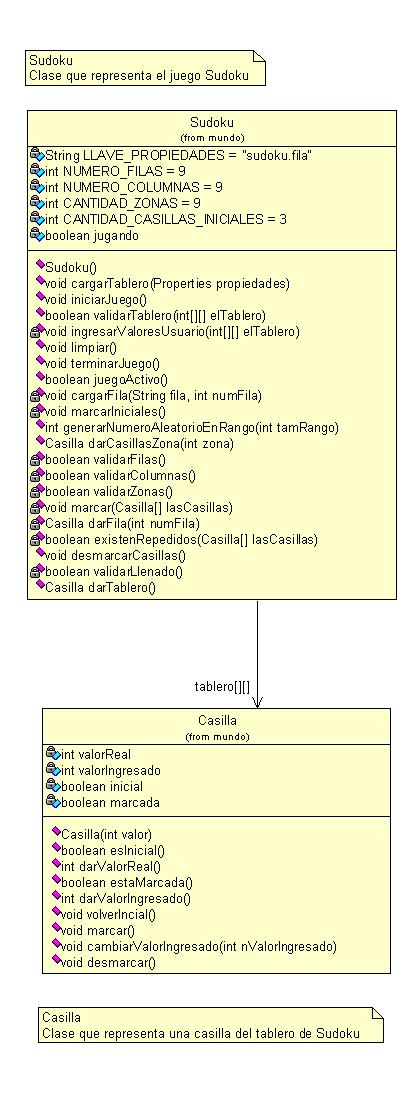 Sudoku
Clase que representa el juego Sudoku
Sudoku
(from mundo)
String LLAVE_PROPIEDADES = "sudoku.fila"
int NUMERO_FILAS = 9
int NUMERO_COLUMNAS = 9
int CANTIDAD_ZONAS = 9
int CANTIDAD_CASILLAS_INICIALES = 3
boolean jugando
Sudoku()
void cargarTablero(Properties propiedades)
void iniciarJuego()
boolean validarTablero(int[][] elTablero)
void ingresarValoresUsuario(int[][] elTablero)
void limpiar()
void terminarJuego()
boolean juegoActivo()
void cargarFila(String fila, int numFila)
void marcarIniciales()
int generarNumeroAleatorioEnRango(int tamRango)
Casilla darCasillasZona(int zona)
boolean validarFilas()
boolean validarColumnas()
boolean validarZonas()
void marcar(Casilla[] lasCasillas)
Casilla darFila(int numFila)
boolean existenRepedidos(Casilla[] lasCasillas)
void desmarcarCasillas()
boolean validarLlenado()
Casilla darTablero()
tablero[][]
Casilla
(from mundo)
int valorReal
int valorIngresado
boolean inicial
boolean marcada
Casilla(int valor)
boolean esInicial()
int darValorReal()
boolean estaMarcada()
int darValorIngresado()
void volverIncial()
void marcar()
void cambiarValorIngresado(int nValorIngresado)
void desmarcar()
Casilla
Clase que representa una casilla del tablero de Sudoku